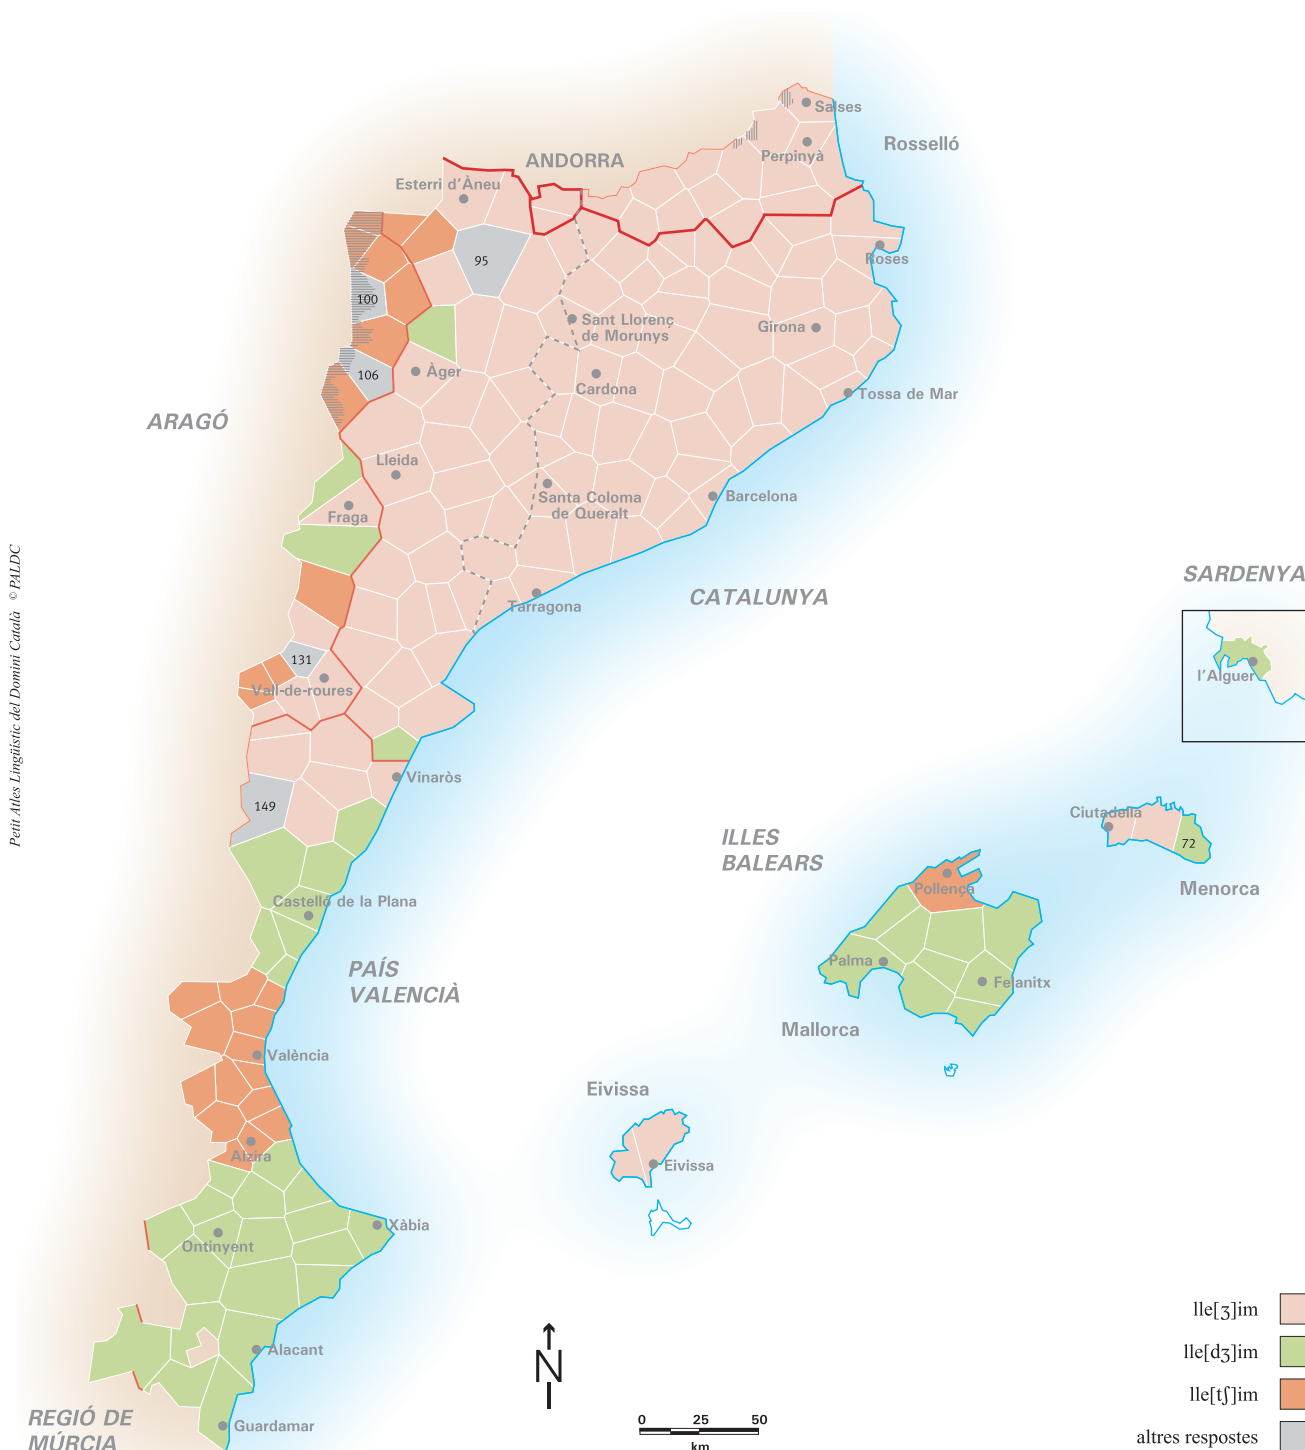 Salses
Rosselló
Perpinyà
ANDORRA
Esterri d'Àneu
95
Roses
100
Sant Llorenç
de Morunys
Girona
106
Àger
Cardona
Tossa de Mar
ARAGÓ
Lleida
Santa Coloma
de Queralt
Barcelona
Fraga
Petit Atles Lingüístic del Domini Català © PALDC
SARDENYA
CATALUNYA
Tarragona
131
l'Alguer
Vall-de-roures
Vinaròs
149
Ciutadella
72
ILLES
BALEARS
Pollença
Menorca
Castelló de la Plana
PAÍS
VALENCIÀ
Palma
Felanitx
Mallorca
València
Eivissa
Alzira
Eivissa
Xàbia
Ontinyent
lle[ʒ]im
lle[dʒ]im
Alacant
N
lle[tʃ]im
REGIÓ DE
MÚRCIA
Guardamar
0 25 50
km
altres respostes